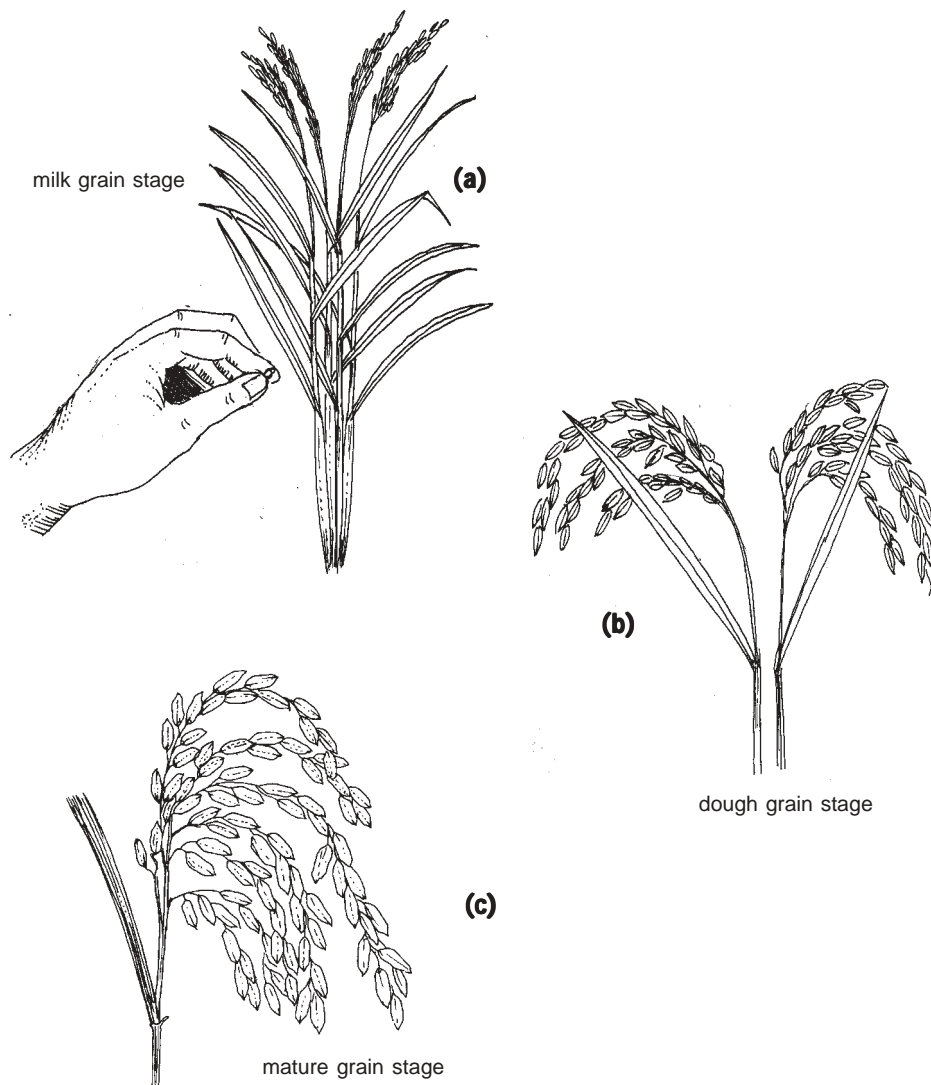 milk grain stage
(a)
(b)
dough grain stage
(c)
mature grain stage